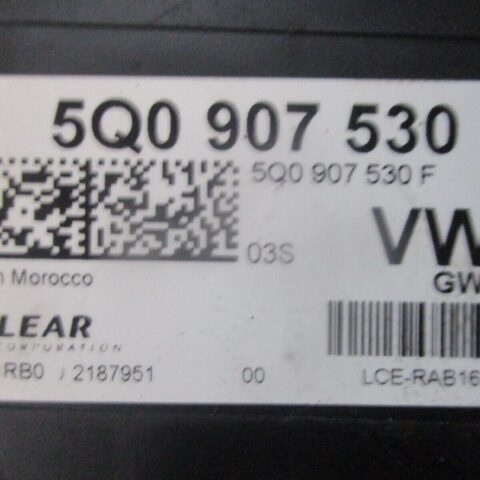 5Q0 907 530
5Q0 907 530 F
03S
VW
GW
n Morocco
LEAR
CORPORATION
RB0 / 2187951 00 LCE-RAB16